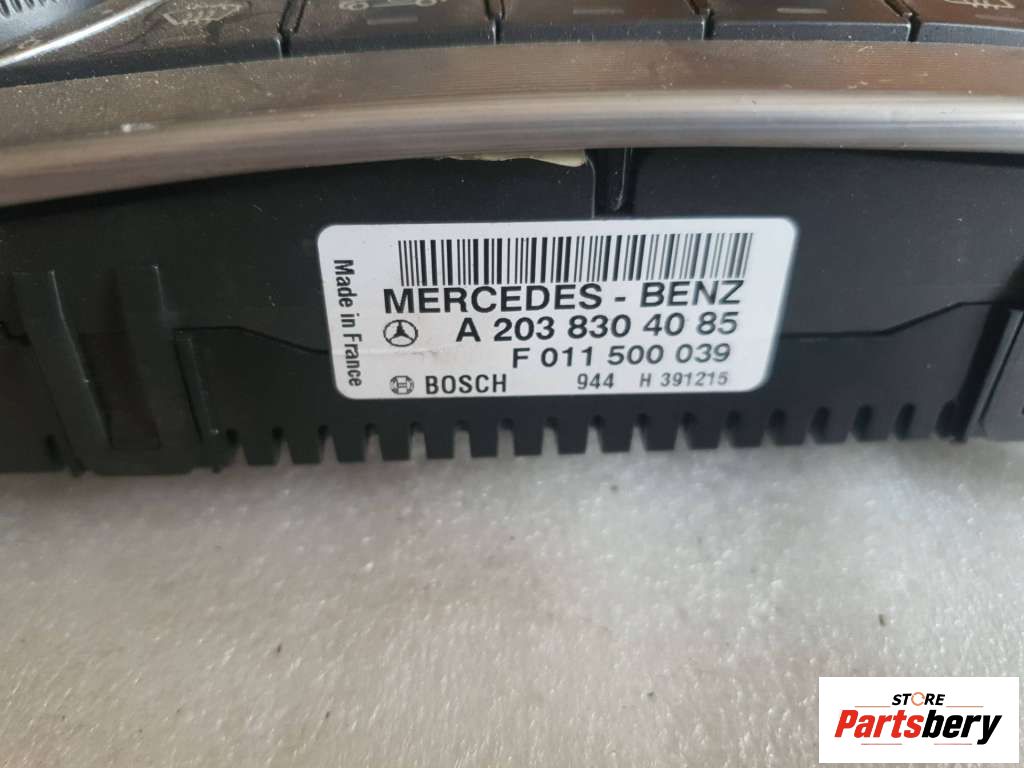 Made in France
MERCEDES - BENZ
A 203 830 40 85
F 011 500 039
BOSCH 944 H 391215
STORE
Partsbery